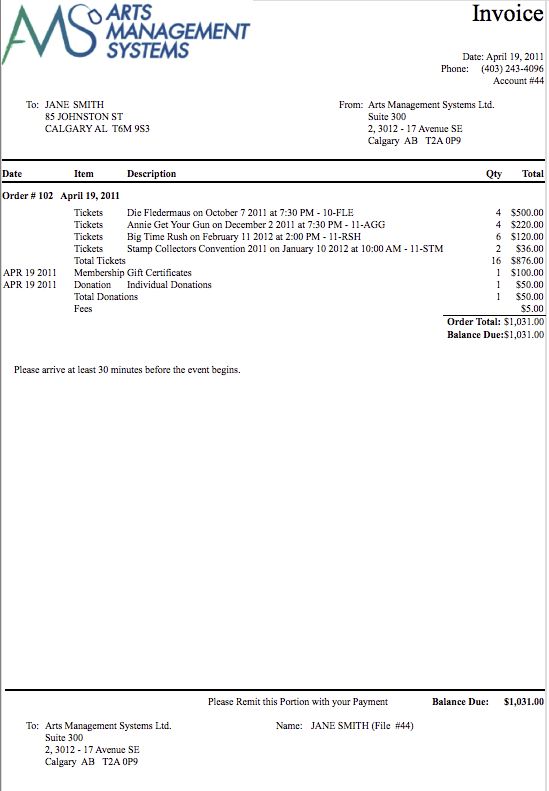 AMS ARTS
MANAGEMENT
SYSTEMS
Invoice
Date: April 19, 2011
Phone: (403) 243-4096
Account #44
To: JANE SMITH
85 JOHNSTON ST
CALGARY AL T6M 9S3
From: Arts Management Systems Ltd.
Suite 300
2, 3012 - 17 Avenue SE
Calgary AB T2A 0P9
Date Item Description Qty Total
Order # 102 April 19, 2011
Tickets Die Fledermaus on October 7 2011 at 7:30 PM - 10-FLE 4 $500.00
Tickets Annie Get Your Gun on December 2 2011 at 7:30 PM - 11-AGG 4 $220.00
Tickets Big Time Rush on February 11 2012 at 2:00 PM - 11-RSH 6 $120.00
Tickets Stamp Collectors Convention 2011 on January 10 2012 at 10:00 AM - 11-STM 2 $36.00
Total Tickets 16 $876.00
APR 19 2011 Membership Gift Certificates 1 $100.00
APR 19 2011 Donation Individual Donations 1 $50.00
Total Donations 1 $50.00
Fees $5.00
Order Total: $1,031.00
Balance Due:$1,031.00
Please arrive at least 30 minutes before the event begins.
Please Remit this Portion with your Payment Balance Due: $1,031.00
To: Arts Management Systems Ltd.
Suite 300
2, 3012 - 17 Avenue SE
Calgary AB T2A 0P9
Name: JANE SMITH (File #44)